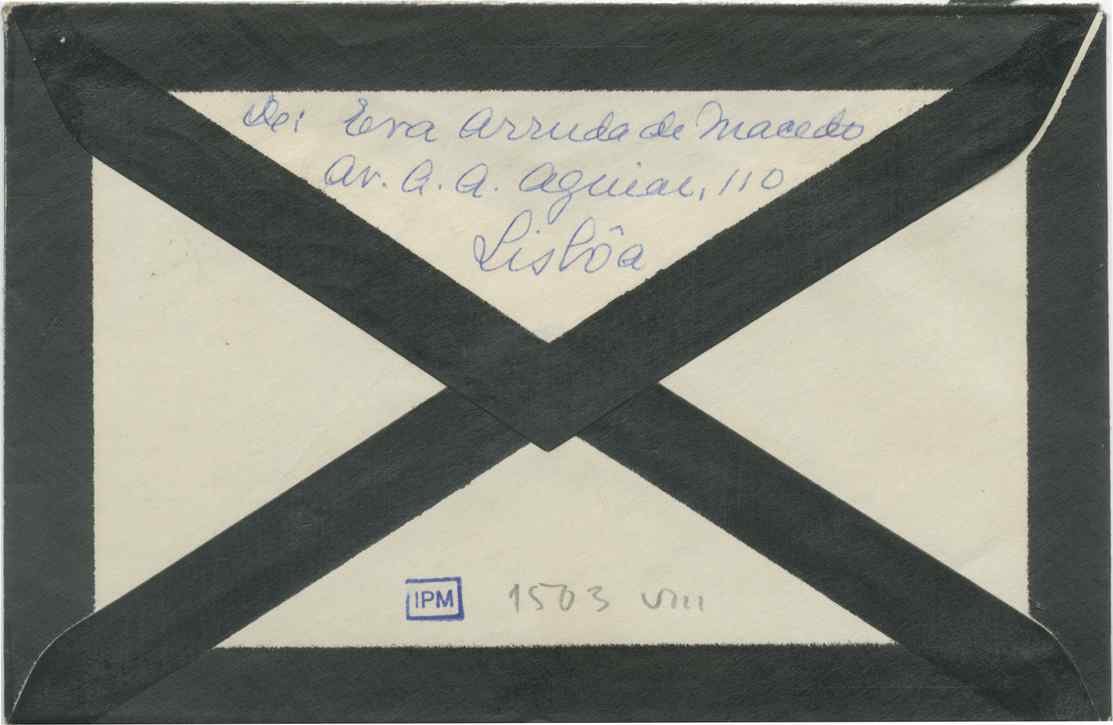 De: Eva Arruda de Macedo
Av. A. A. Aguiar, 110
Lisbôa
IPM 1503 VIII